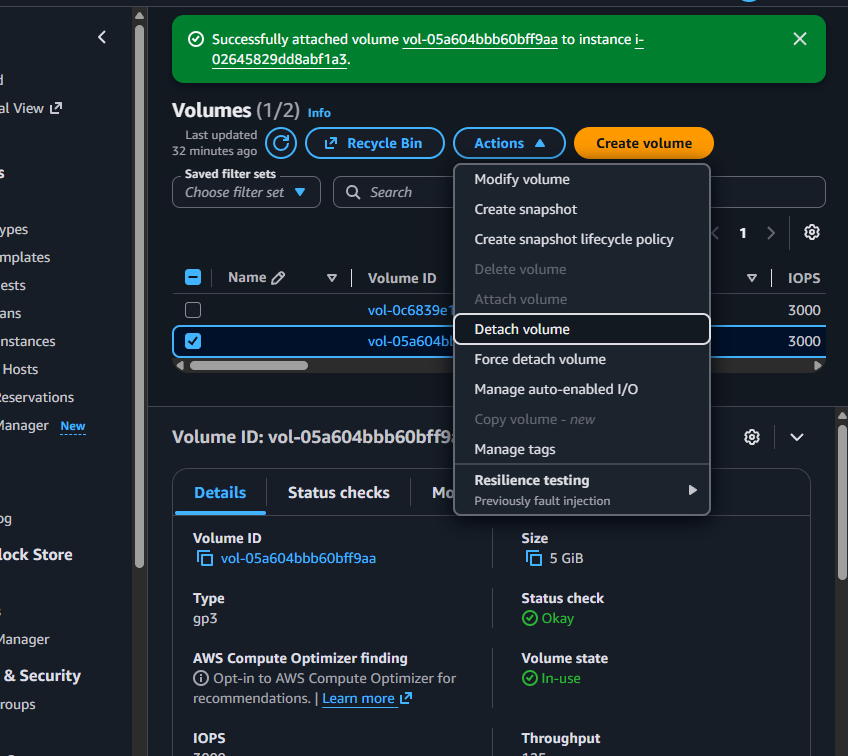 Successfully attached volume vol-05a604bbb60bff9aa to instance i-
02645829dd8abf1a3.
al View
Volumes (1/2) Info
Last updated
32 minutes ago
Recycle Bin
Actions
Create volume
Saved filter sets
Choose filter set
Search
Modify volume
Create snapshot
Create snapshot lifecycle policy
Delete volume
Attach volume
Detach volume
Force detach volume
Manage auto-enabled I/O
Copy volume - new
Manage tags
Resilience testing
Previously fault injection
1
Name
Volume ID
IOPS
vol-0c6839e1
3000
vol-05a604bb
3000
ypes
mplates
ests
ans
nstances
Hosts
Reservations
Manager New
og
lock Store
Manager
& Security
roups
Volume ID: vol-05a604bbb60bff9a
Details
Status checks
Mo
Volume ID
vol-05a604bbb60bff9aa
Size
5 GiB
Type
gp3
Status check
Okay
AWS Compute Optimizer finding
Opt-in to AWS Compute Optimizer for
recommendations. | Learn more
Volume state
In-use
IOPS
3000
Throughput
125